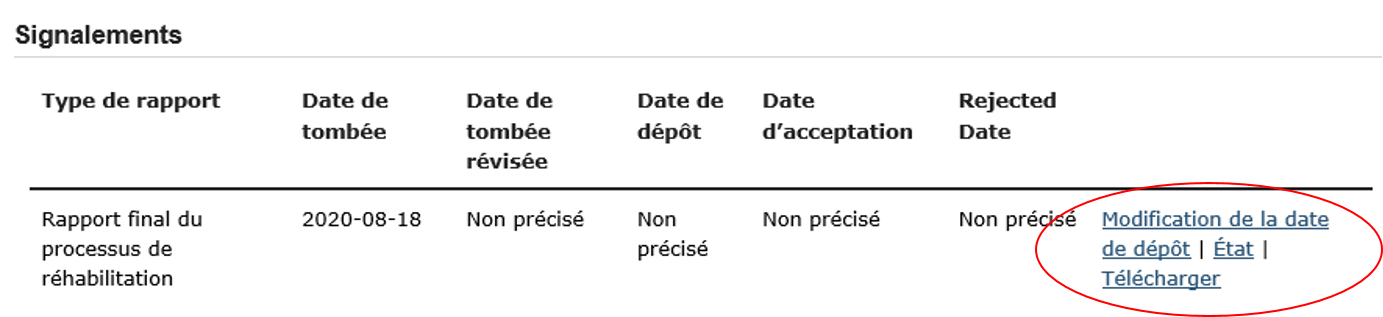 Signalements
Type de rapport
Date de
tombée
Date de
tombée
révisée
Date de
dépôt
Date
d’acceptation
Rejected
Date
Rapport final du
processus de
réhabilitation
2020-08-18
Non précisé
Non
précisé
Non précisé
Non précisé
Modification de la date
de dépôt | État |
Télécharger